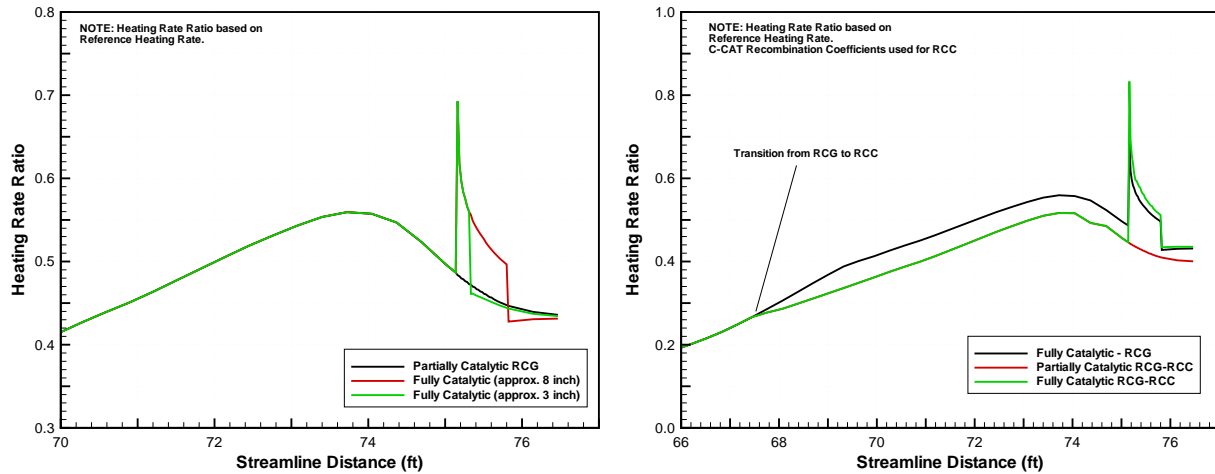 NOTE: Heating Rate Ratio based on
Reference Heating Rate.
Heating Rate Ratio
0.8
0.7
0.6
0.5
0.4
0.3
70
72
74
76
Streamline Distance (ft)
Partially Catalytic RCG
Fully Catalytic (approx. 8 inch)
Fully Catalytic (approx. 3 inch)
NOTE: Heating Rate Ratio based on
Reference Heating Rate.
C-CAT Recombination Coefficients used for RCC
Transition from RCG to RCC
Heating Rate Ratio
1.0
0.8
0.6
0.4
0.2
0.0
66
68
70
72
74
76
Streamline Distance (ft)
Fully Catalytic - RCG
Partially Catalytic RCG-RCC
Fully Catalytic RCG-RCC